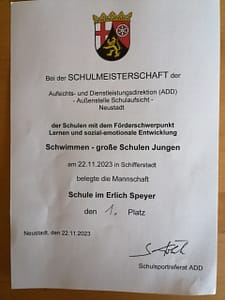 Bei der SCHULMEISTERSCHAFT der
Aufsichts- und Dienstleistungsdirektion (ADD)
- Außenstelle Schulaufsicht -
Neustadt
der Schulen mit dem Förderschwerpunkt
Lernen und sozial-emotionale Entwicklung
Schwimmen - große Schulen Jungen
am 22.11.2023 in Schifferstadt
belegte die Mannschaft
Schule im Erlich Speyer
den 1. Platz
Neustadt, den 22.11.2023
Schulsportreferat ADD